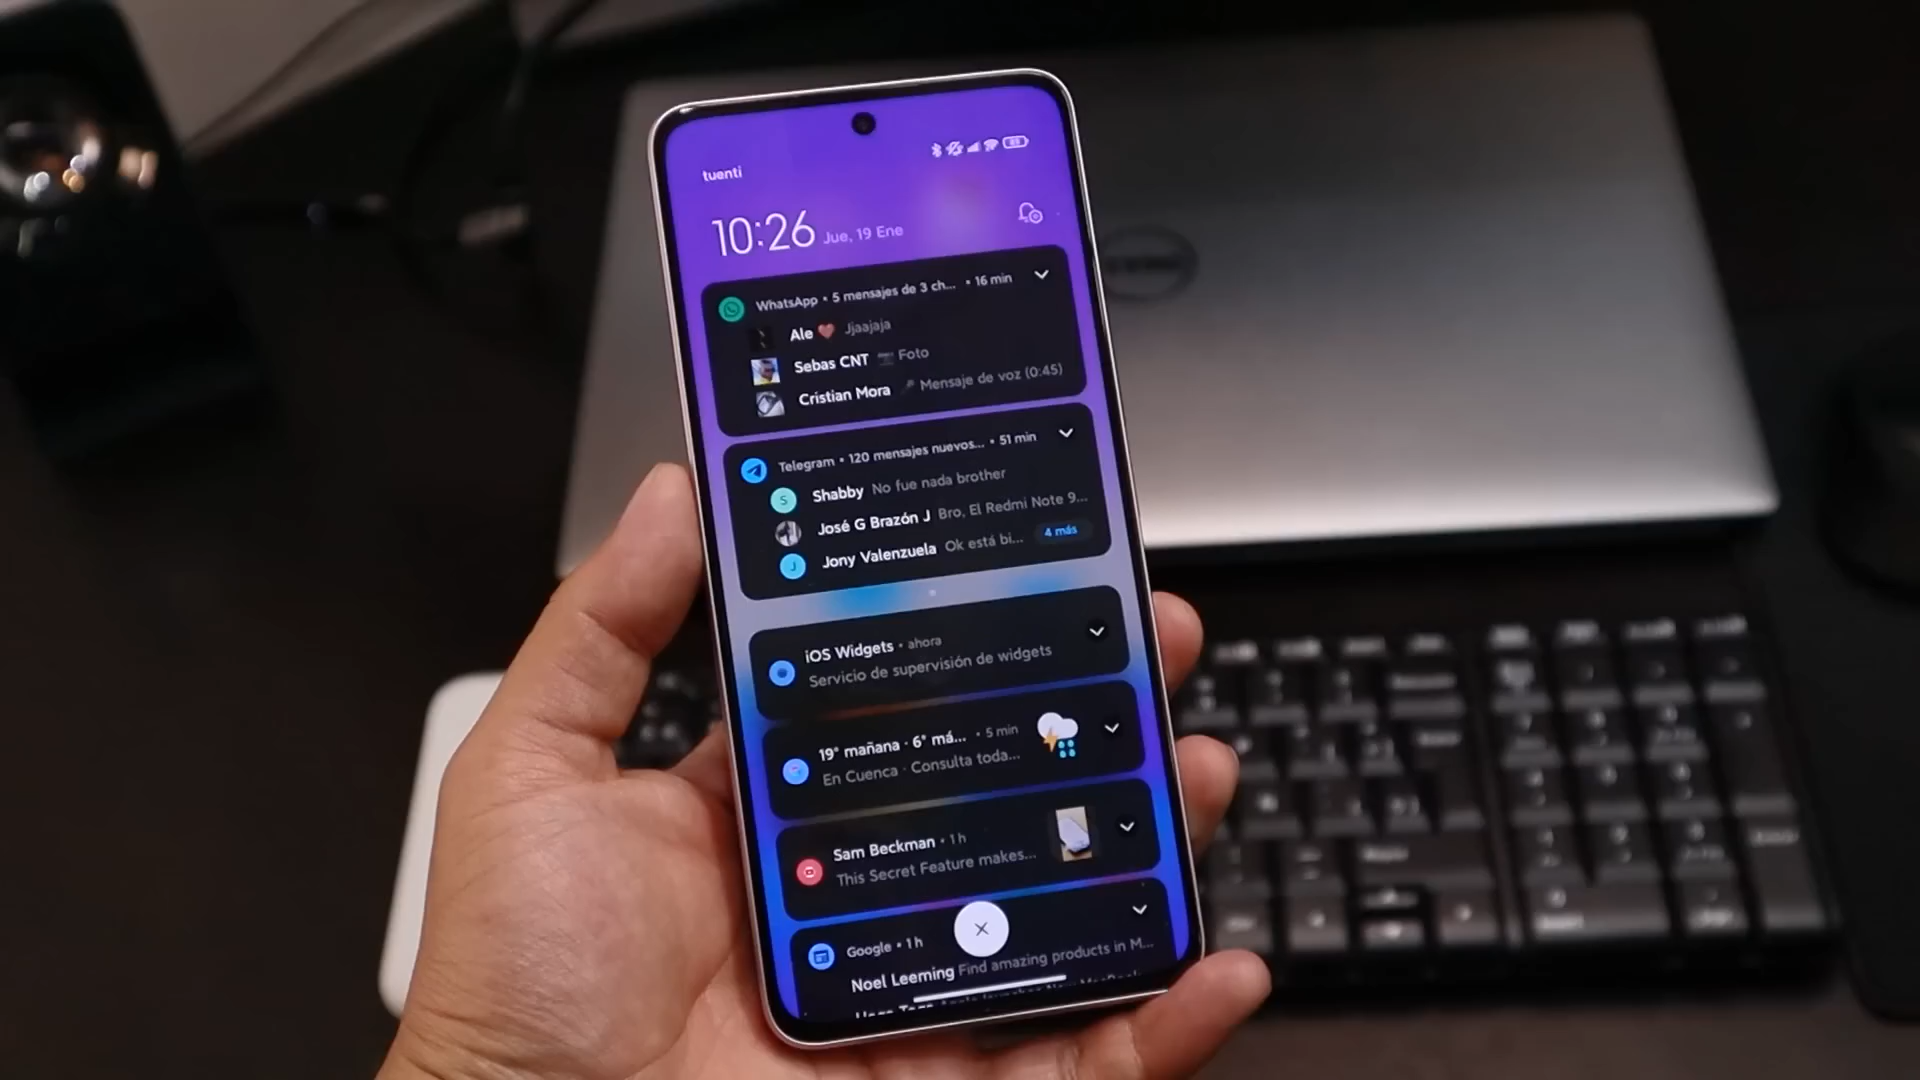 tuenti
10:26 Jue, 19 Ene
WhatsApp • 5 mensajes de 3 ch... • 16 min
Ale ❤️ Jjaajaja
Sebas CNT 📷 Foto
Cristian Mora 🎤 Mensaje de voz (0:45)
Telegram • 120 mensajes nuevos... • 51 min
S Shabby No fue nada brother
José G Brazón J Bro, El Redmi Note 9...
J Jony Valenzuela Ok está bi... 4 más
iOS Widgets • ahora
Servicio de supervisión de widgets
19° mañana · 6° má... • 5 min
En Cuenca · Consulta toda...
Sam Beckman • 1 h
This Secret Feature makes...
Google • 1 h
Noel Leeming Find amazing products in M...